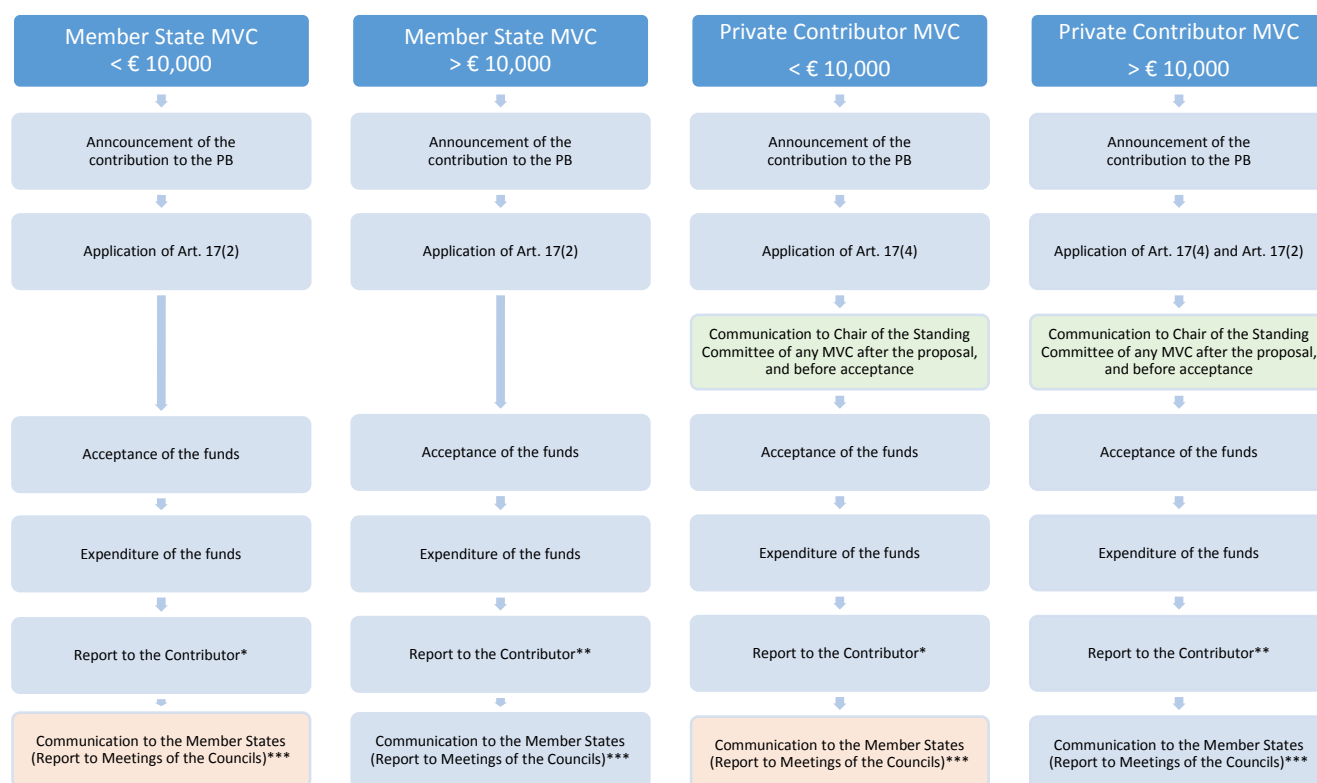 Member State MVC
< € 10,000
Anncouncement of the
contribution to the PB
Application of Art. 17(2)
Acceptance of the funds
Expenditure of the funds
Report to the Contributor*
Communication to the Member States
(Report to Meetings of the Councils)***
Member State MVC
> € 10,000
Announcement of the
contribution to the PB
Application of Art. 17(2)
Acceptance of the funds
Expenditure of the funds
Report to the Contributor**
Communication to the Member States
(Report to Meetings of the Councils)***
Private Contributor MVC
< € 10,000
Announcement of the
contribution to the PB
Application of Art. 17(4)
Communication to Chair of the Standing
Committee of any MVC after the proposal,
and before acceptance
Acceptance of the funds
Expenditure of the funds
Report to the Contributor*
Communication to the Member States
(Report to Meetings of the Councils)***
Private Contributor MVC
> € 10,000
Announcement of the
contribution to the PB
Application of Art. 17(4) and Art. 17(2)
Communication to Chair of the Standing
Committee of any MVC after the proposal,
and before acceptance
Acceptance of the funds
Expenditure of the funds
Report to the Contributor**
Communication to the Member States
(Report to Meetings of the Councils)***